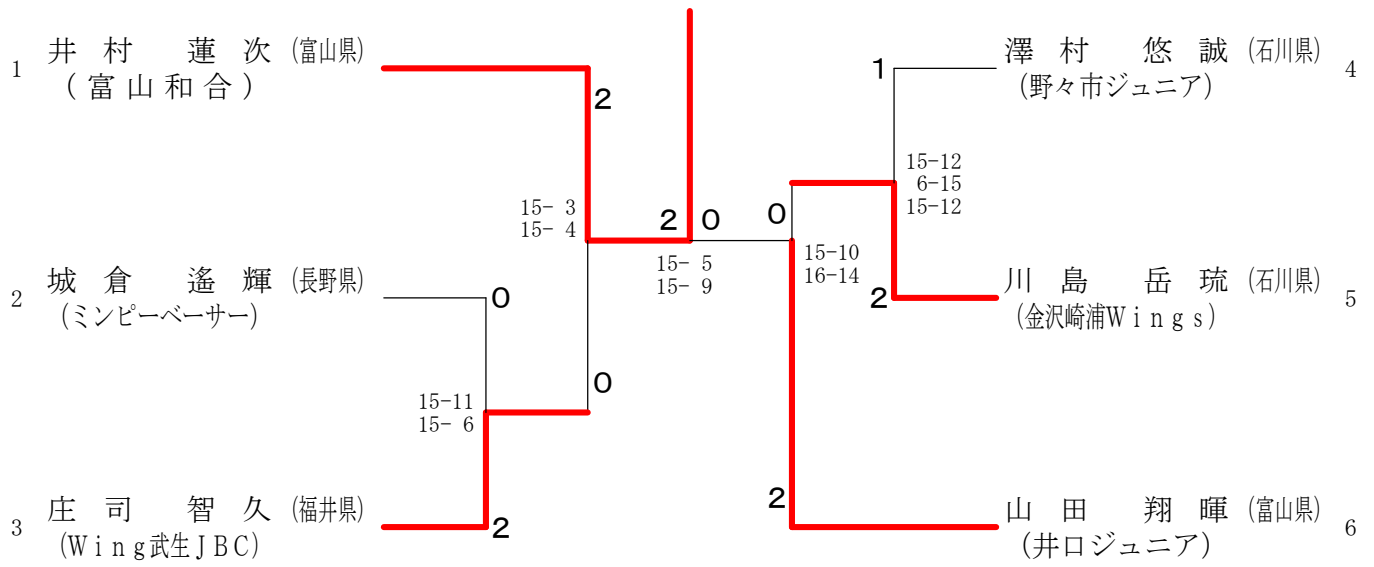 1 井村 蓮次 (富山県)
(富山和合)
2
15- 3
15- 4
2 城倉 遙輝 (長野県)
(ミンピーベーサー)
0
0
15-11
15- 6
3 庄司 智久 (福井県)
(Wing武生JBC)
2
2 0
15- 5
15- 9
澤村 悠誠 (石川県) 4
(野々市ジュニア)
1
15-12
6-15
15-12
0
15-10
16-14
川島 岳琉 (石川県) 5
(金沢崎浦Wings)
2
2
山田 翔暉 (富山県) 6
(井口ジュニア)